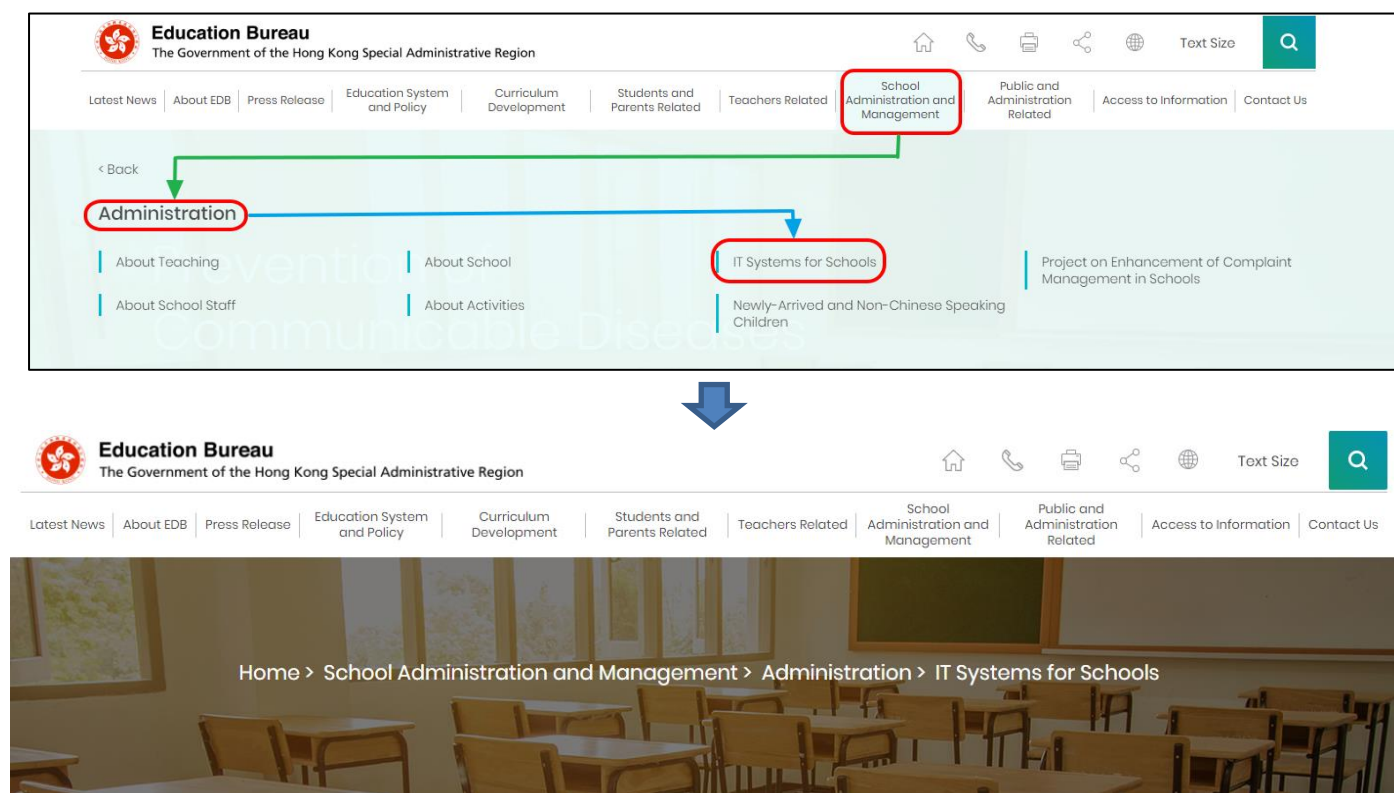 Education Bureau
The Government of the Hong Kong Special Administrative Region
Text Size
Latest News
About EDB
Press Release
Education System
and Policy
Curriculum
Development
Students and
Parents Related
Teachers Related
School
Administration and
Management
Public and
Administration
Related
Access to Information
Contact Us
< Back
Administration
About Teaching
About School
IT Systems for Schools
Project on Enhancement of Complaint
Management in Schools
About School Staff
About Activities
Newly-Arrived and Non-Chinese Speaking
Children
Prevention of
Communicable Diseases
Education Bureau
The Government of the Hong Kong Special Administrative Region
Text Size
Latest News
About EDB
Press Release
Education System
and Policy
Curriculum
Development
Students and
Parents Related
Teachers Related
School
Administration and
Management
Public and
Administration
Related
Access to Information
Contact Us
Home > School Administration and Management > Administration > IT Systems for Schools